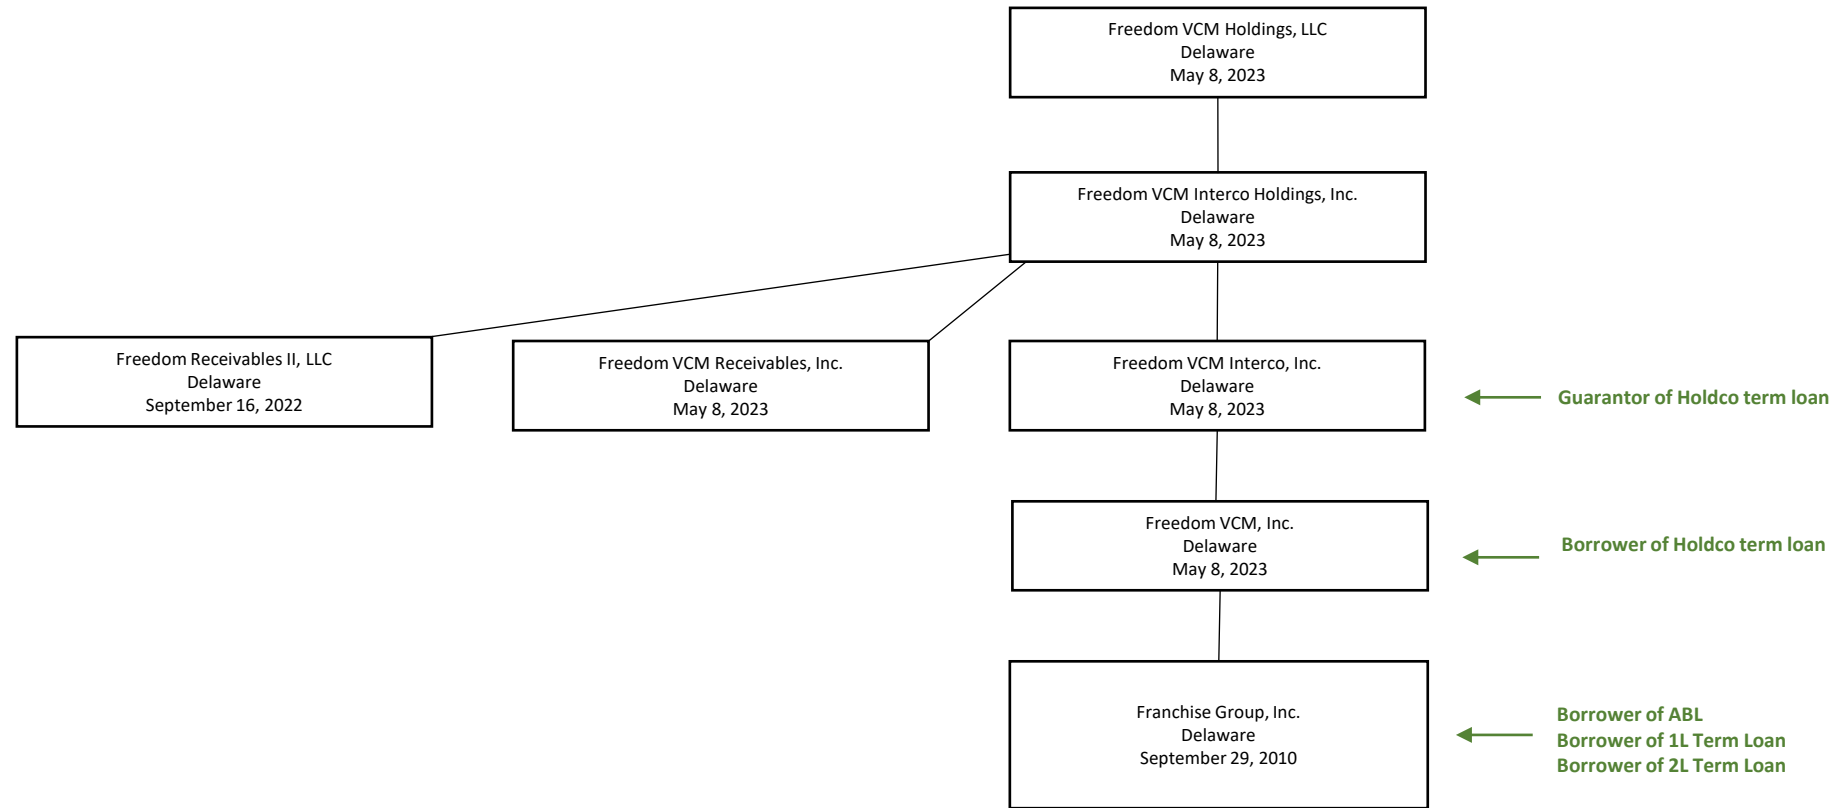 Freedom VCM Holdings, LLC
Delaware
May 8, 2023
Freedom VCM Interco Holdings, Inc.
Delaware
May 8, 2023
Freedom Receivables II, LLC
Delaware
September 16, 2022
Freedom VCM Receivables, Inc.
Delaware
May 8, 2023
Freedom VCM Interco, Inc.
Delaware
May 8, 2023
Guarantor of Holdco term loan
Freedom VCM, Inc.
Delaware
May 8, 2023
Borrower of Holdco term loan
Franchise Group, Inc.
Delaware
September 29, 2010
Borrower of ABL
Borrower of 1L Term Loan
Borrower of 2L Term Loan